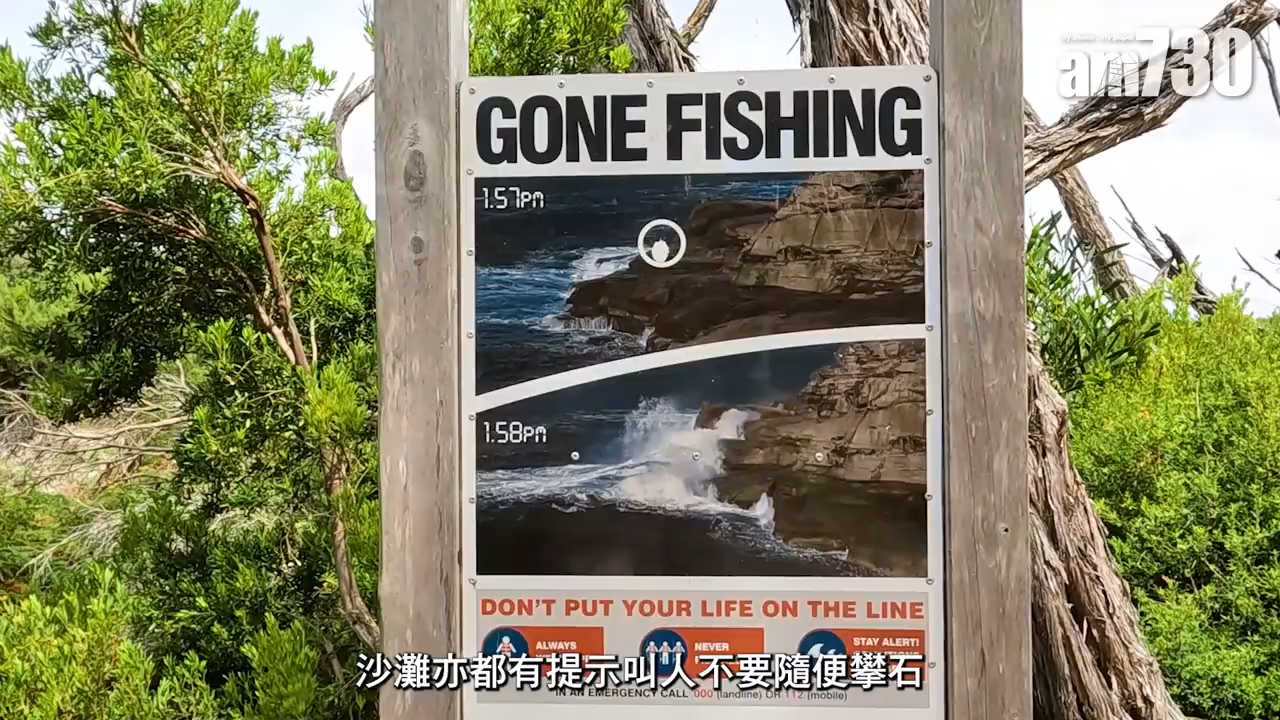 am730
GONE FISHING
1.57PM
1.58PM
DON'T PUT YOUR LIFE ON THE LINE
ALWAYS
NEVER
STAY ALERT!
沙灘亦都有提示叫人不要隨便攀石
IN AN EMERGENCY CALL 000 (landline) OR 112 (mobile)